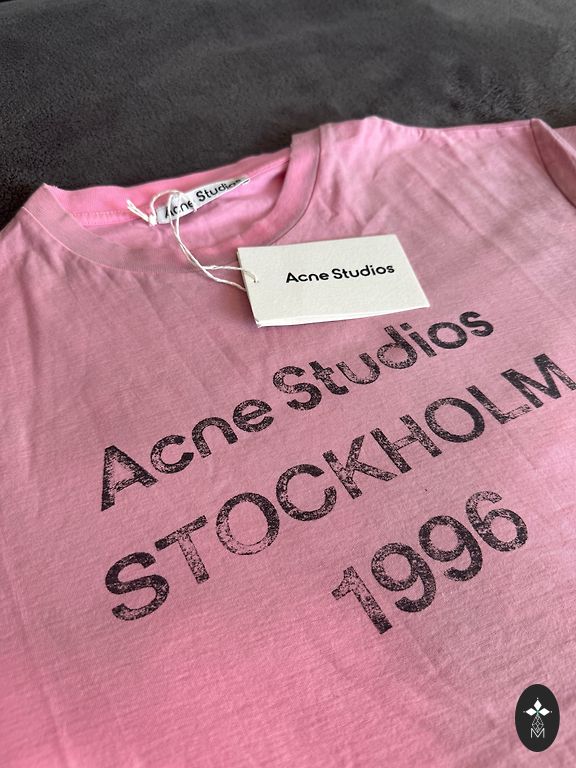 Acne Studios
Acne Studios
Acne Studios
STOCKHOLM
1996
M